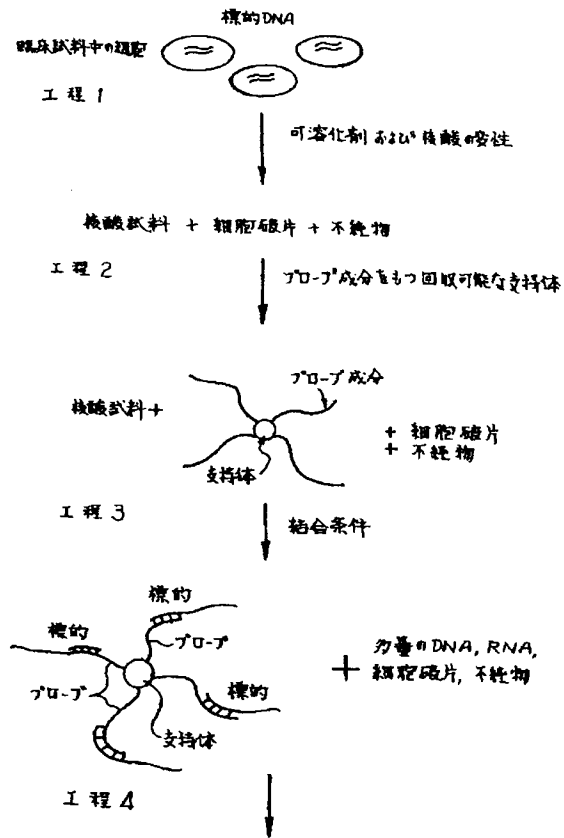 標的DNA
臨床試料中の細胞
工程1
可溶化剤および核酸の安定性
核酸試料 + 細胞破片 + 不純物
工程2
プローブ成分をもつ回収可能な支持体
プローブ成分
核酸試料+
+ 細胞破片
+ 不純物
支持体
工程3
結合条件
標的
標的
プローブ
多量のDNA, RNA,
+
細胞破片, 不純物
標的
プローブ
支持体
工程4